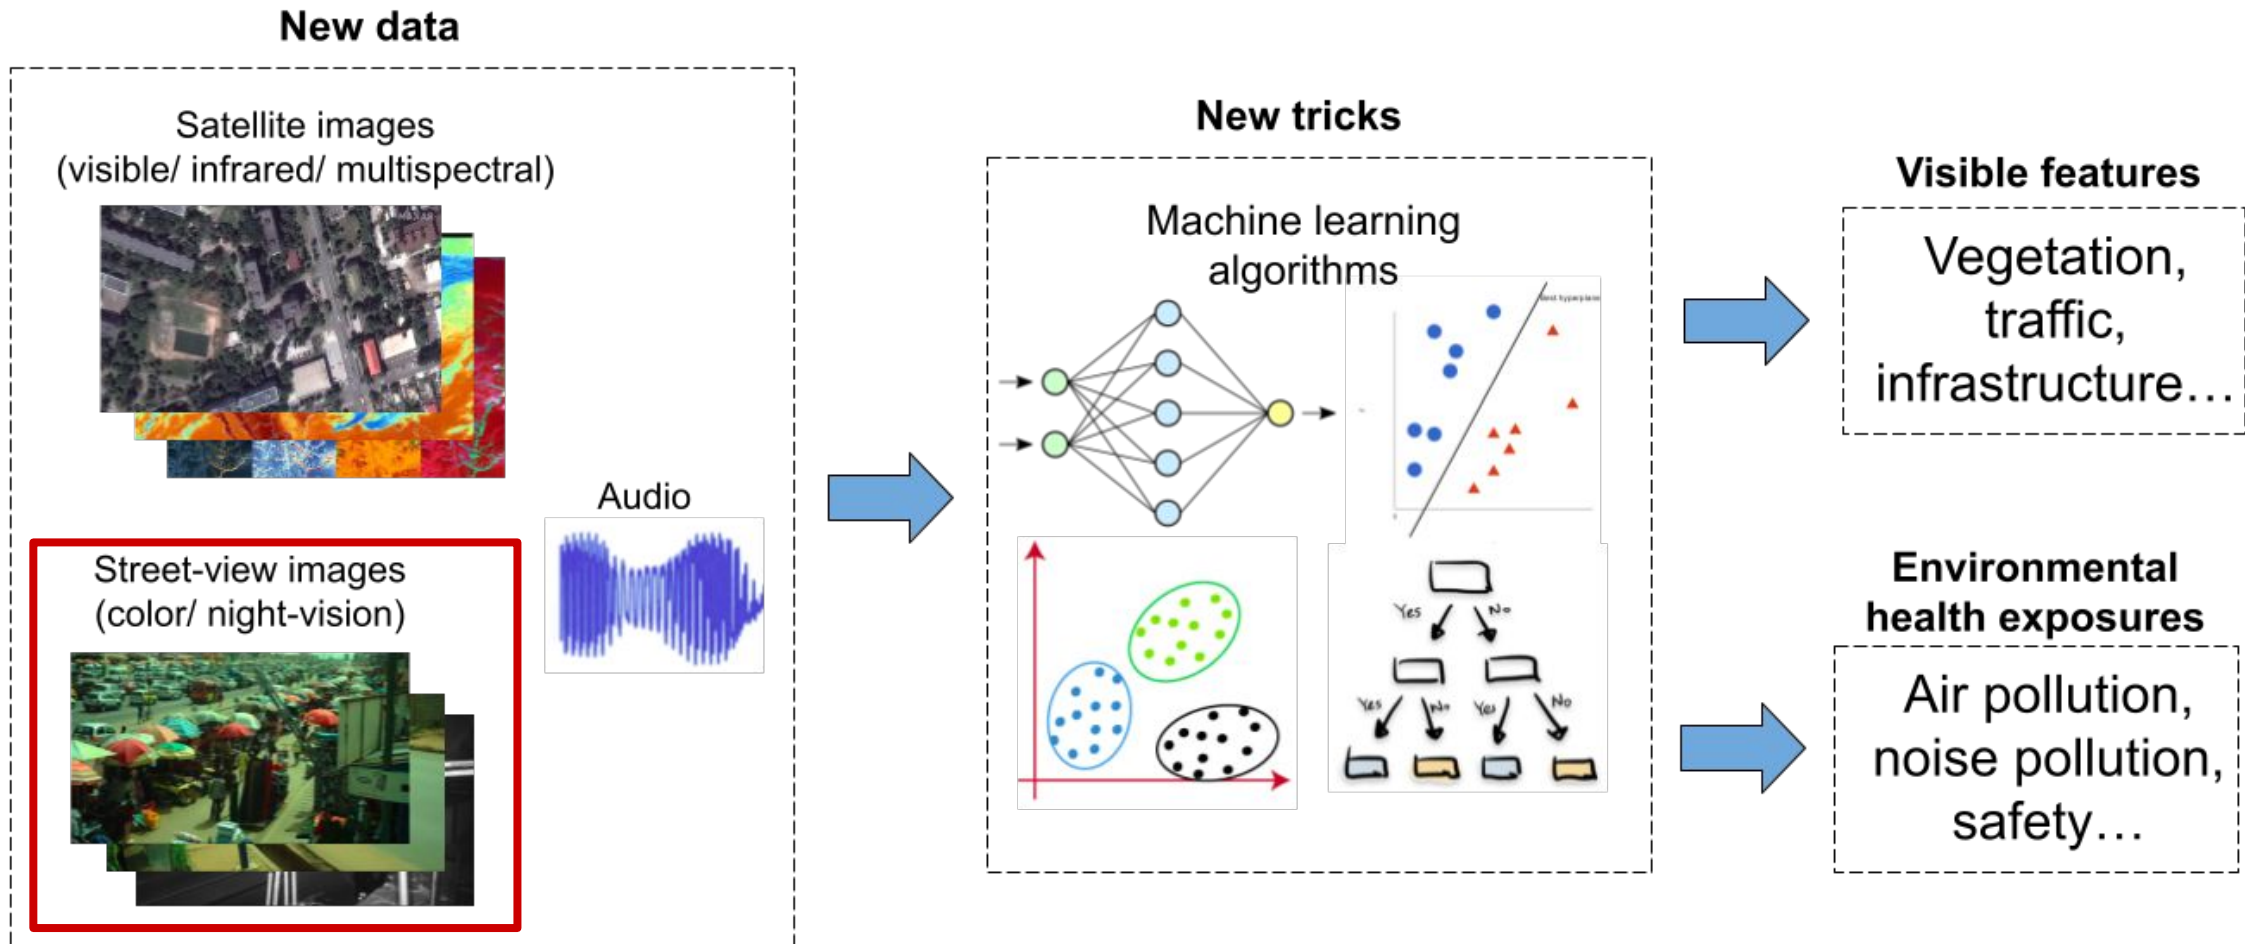 New data
Satellite images
(visible/ infrared/ multispectral)
Audio
Street-view images
(color/ night-vision)
New tricks
Machine learning
algorithms
Best hyperplane
Yes
No
Yes
No
Yes
No
Visible features
Vegetation,
traffic,
infrastructure…
Environmental
health exposures
Air pollution,
noise pollution,
safety…